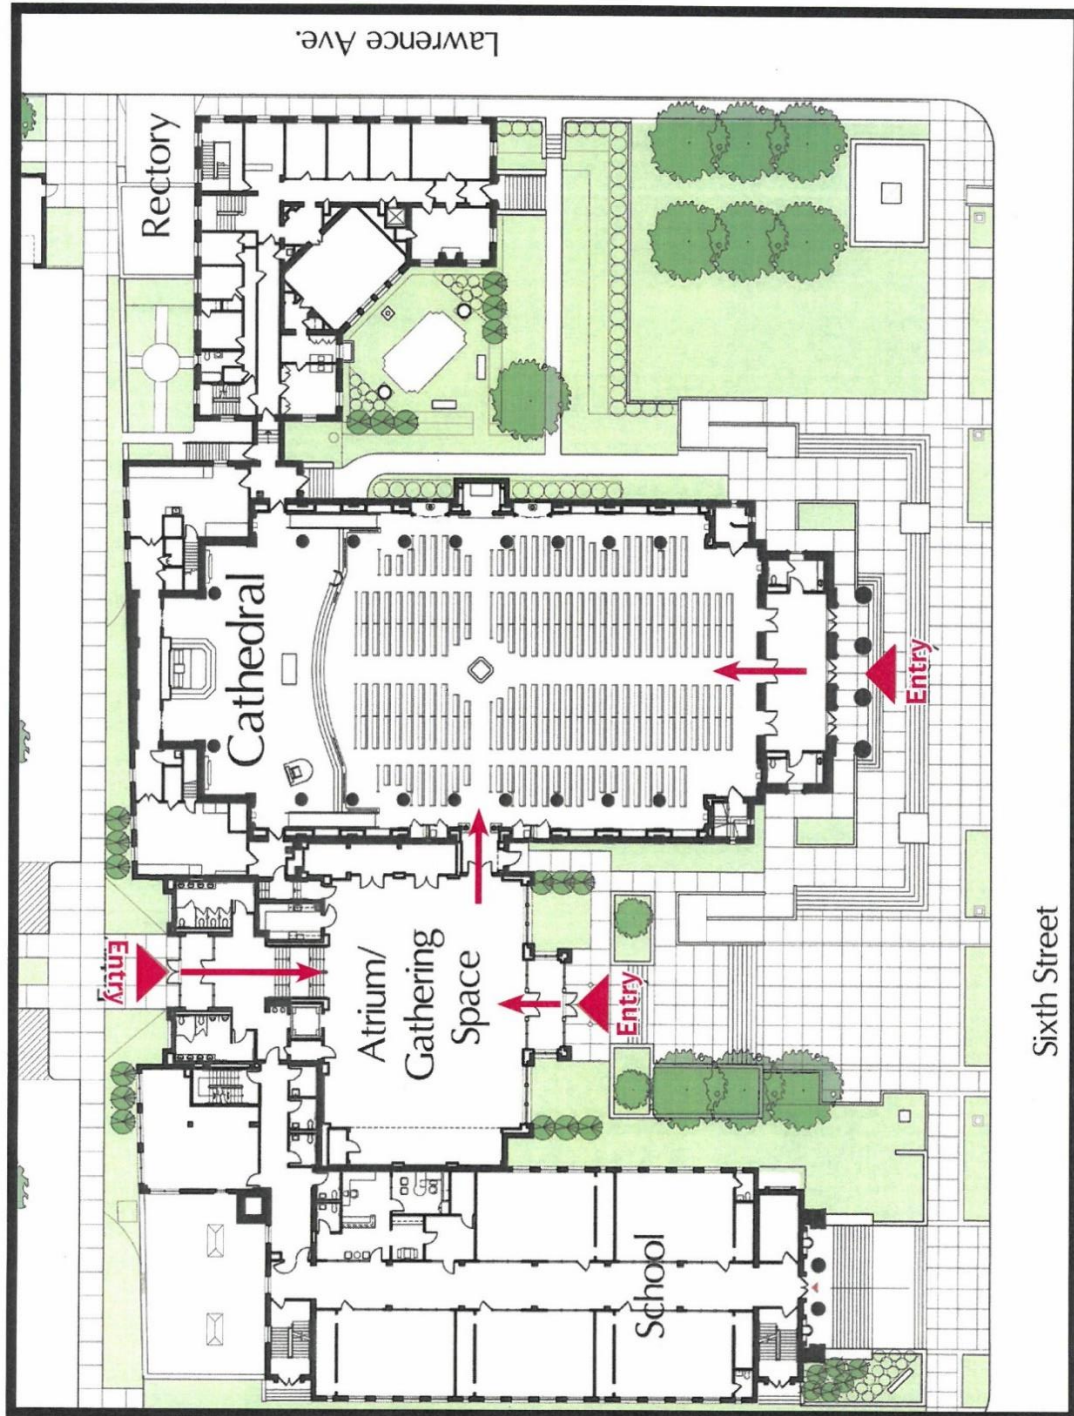 Lawrence Ave.
Rectory
Cathedral
Entry
Entry
Atrium/
Gathering
Space
Entry
School
Sixth Street